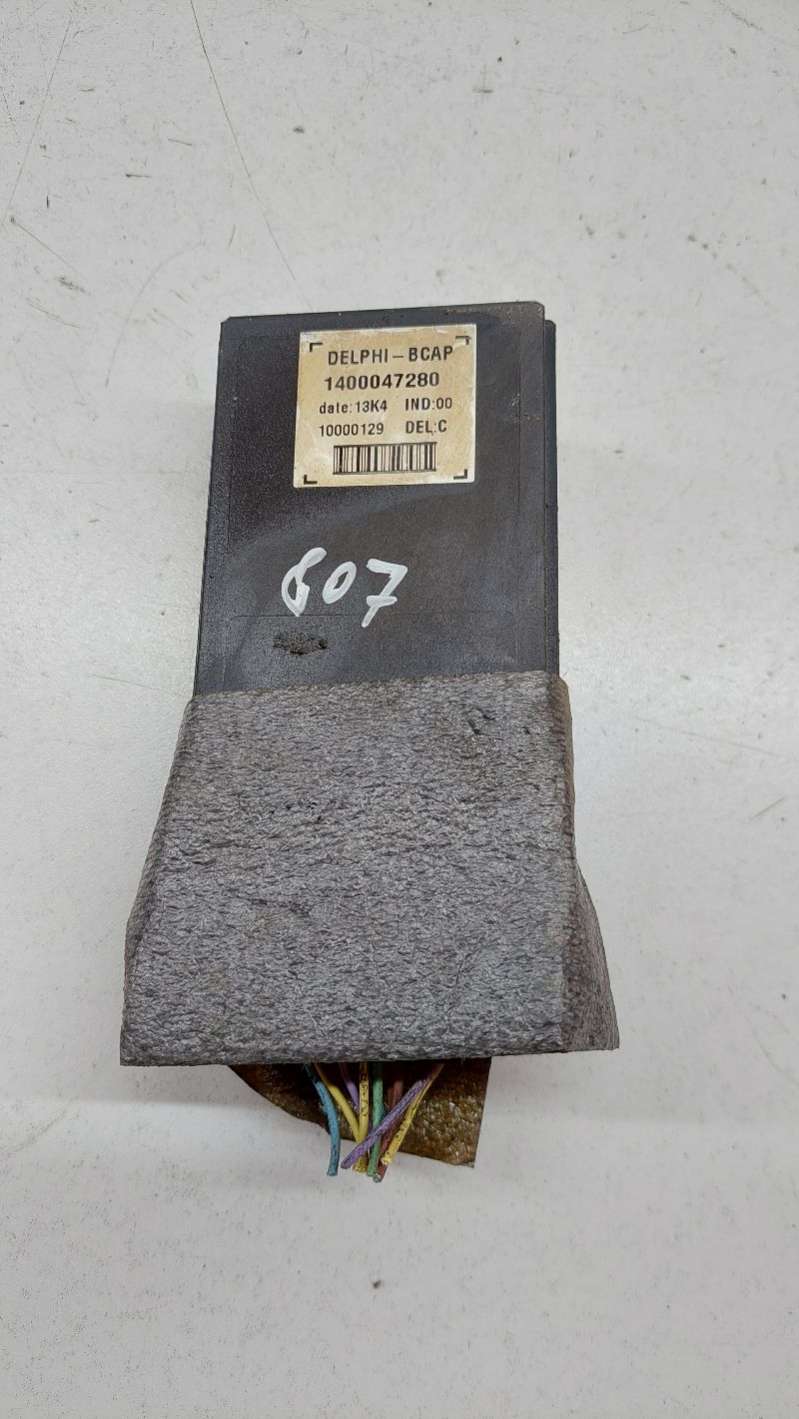 DELPHI – BCAP
1400047280
date:13K4 IND:00
10000129 DEL:C
607